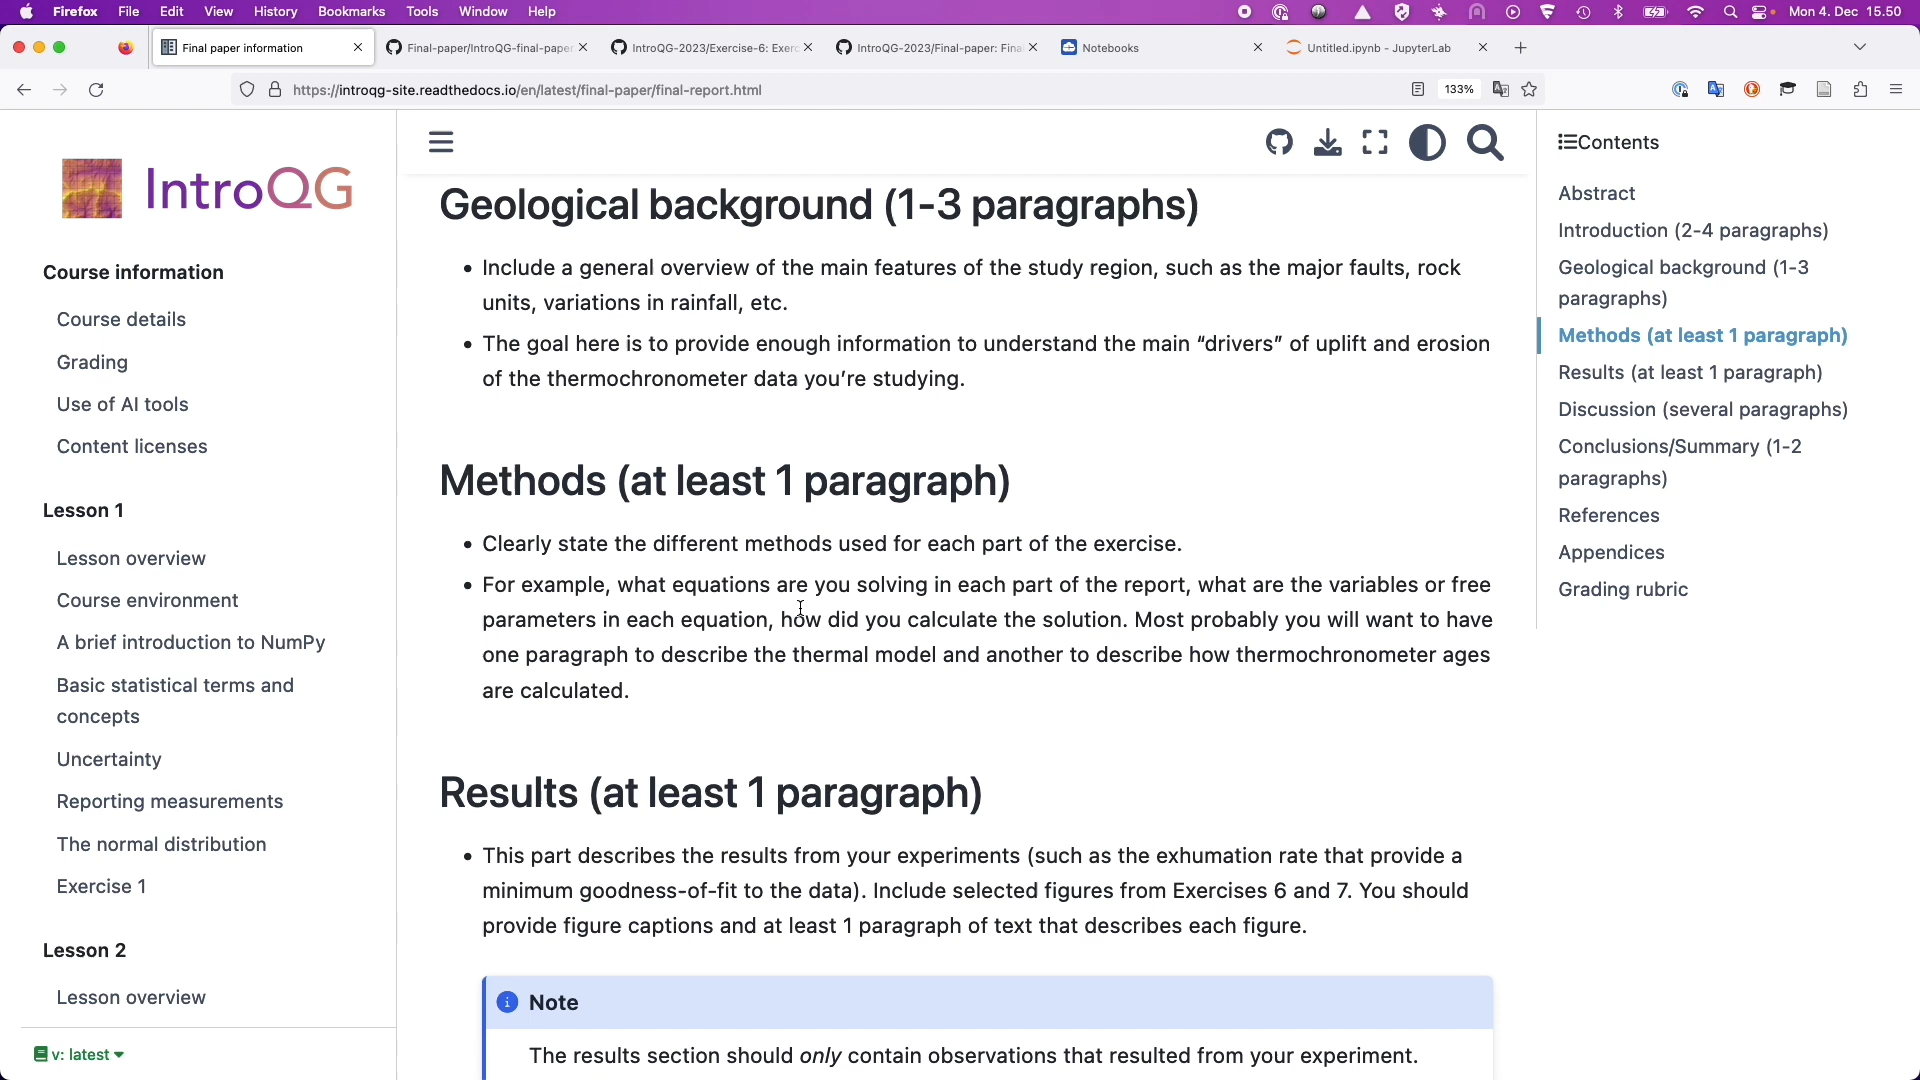 Firefox File Edit View History Bookmarks Tools Window Help Mon 4. Dec 15.50
Final paper information Final-paper/IntroQG-final-pape IntroQG-2023/Exercise-6: Exer IntroQG-2023/Final-paper: Fina Notebooks Untitled.ipynb - JupyterLab
https://introqg-site.readthedocs.io/en/latest/final-paper/final-report.html 133%
IntroQG
Course information
Course details
Grading
Use of AI tools
Content licenses
Lesson 1
Lesson overview
Course environment
A brief introduction to NumPy
Basic statistical terms and
concepts
Uncertainty
Reporting measurements
The normal distribution
Exercise 1
Lesson 2
Lesson overview
v: latest
Geological background (1-3 paragraphs)
• Include a general overview of the main features of the study region, such as the major faults, rock
units, variations in rainfall, etc.
• The goal here is to provide enough information to understand the main “drivers” of uplift and erosion
of the thermochronometer data you’re studying.
Methods (at least 1 paragraph)
• Clearly state the different methods used for each part of the exercise.
• For example, what equations are you solving in each part of the report, what are the variables or free
parameters in each equation, how did you calculate the solution. Most probably you will want to have
one paragraph to describe the thermal model and another to describe how thermochronometer ages
are calculated.
Results (at least 1 paragraph)
• This part describes the results from your experiments (such as the exhumation rate that provide a
minimum goodness-of-fit to the data). Include selected figures from Exercises 6 and 7. You should
provide figure captions and at least 1 paragraph of text that describes each figure.
Note
The results section should only contain observations that resulted from your experiment.
Contents
Abstract
Introduction (2-4 paragraphs)
Geological background (1-3
paragraphs)
Methods (at least 1 paragraph)
Results (at least 1 paragraph)
Discussion (several paragraphs)
Conclusions/Summary (1-2
paragraphs)
References
Appendices
Grading rubric